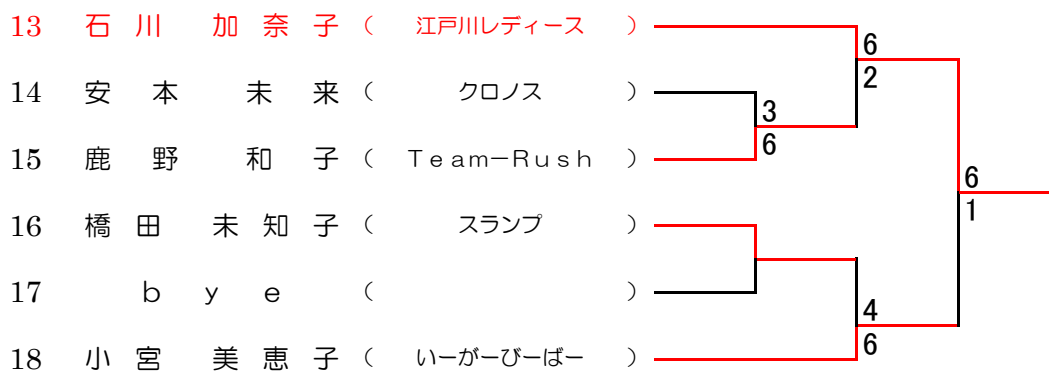 13 石川 加奈子 （ 江戸川レディース ） 6
2
14 安本 未来 （ クロノス ） 3
15 鹿野 和子 （ Ｔｅａｍ－Ｒｕｓｈ ） 6
6
1
16 橋田 未知子 （ スランプ ）
17 ｂｙｅ （ ）
4
18 小宮 美恵子 （ いーがーびーばー ） 6